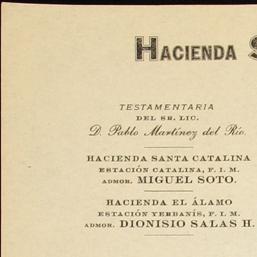 HACIENDA S
TESTAMENTARIA
DEL SR. LIC.
D. Pablo Martínez del Río.
HACIENDA SANTA CATALINA
ESTACIÓN CATALINA, F. I. M.
ADMOR. MIGUEL SOTO.
HACIENDA EL ÁLAMO
ESTACIÓN YERBANÍS, F. I. M.
ADMOR. DIONISIO SALAS H.